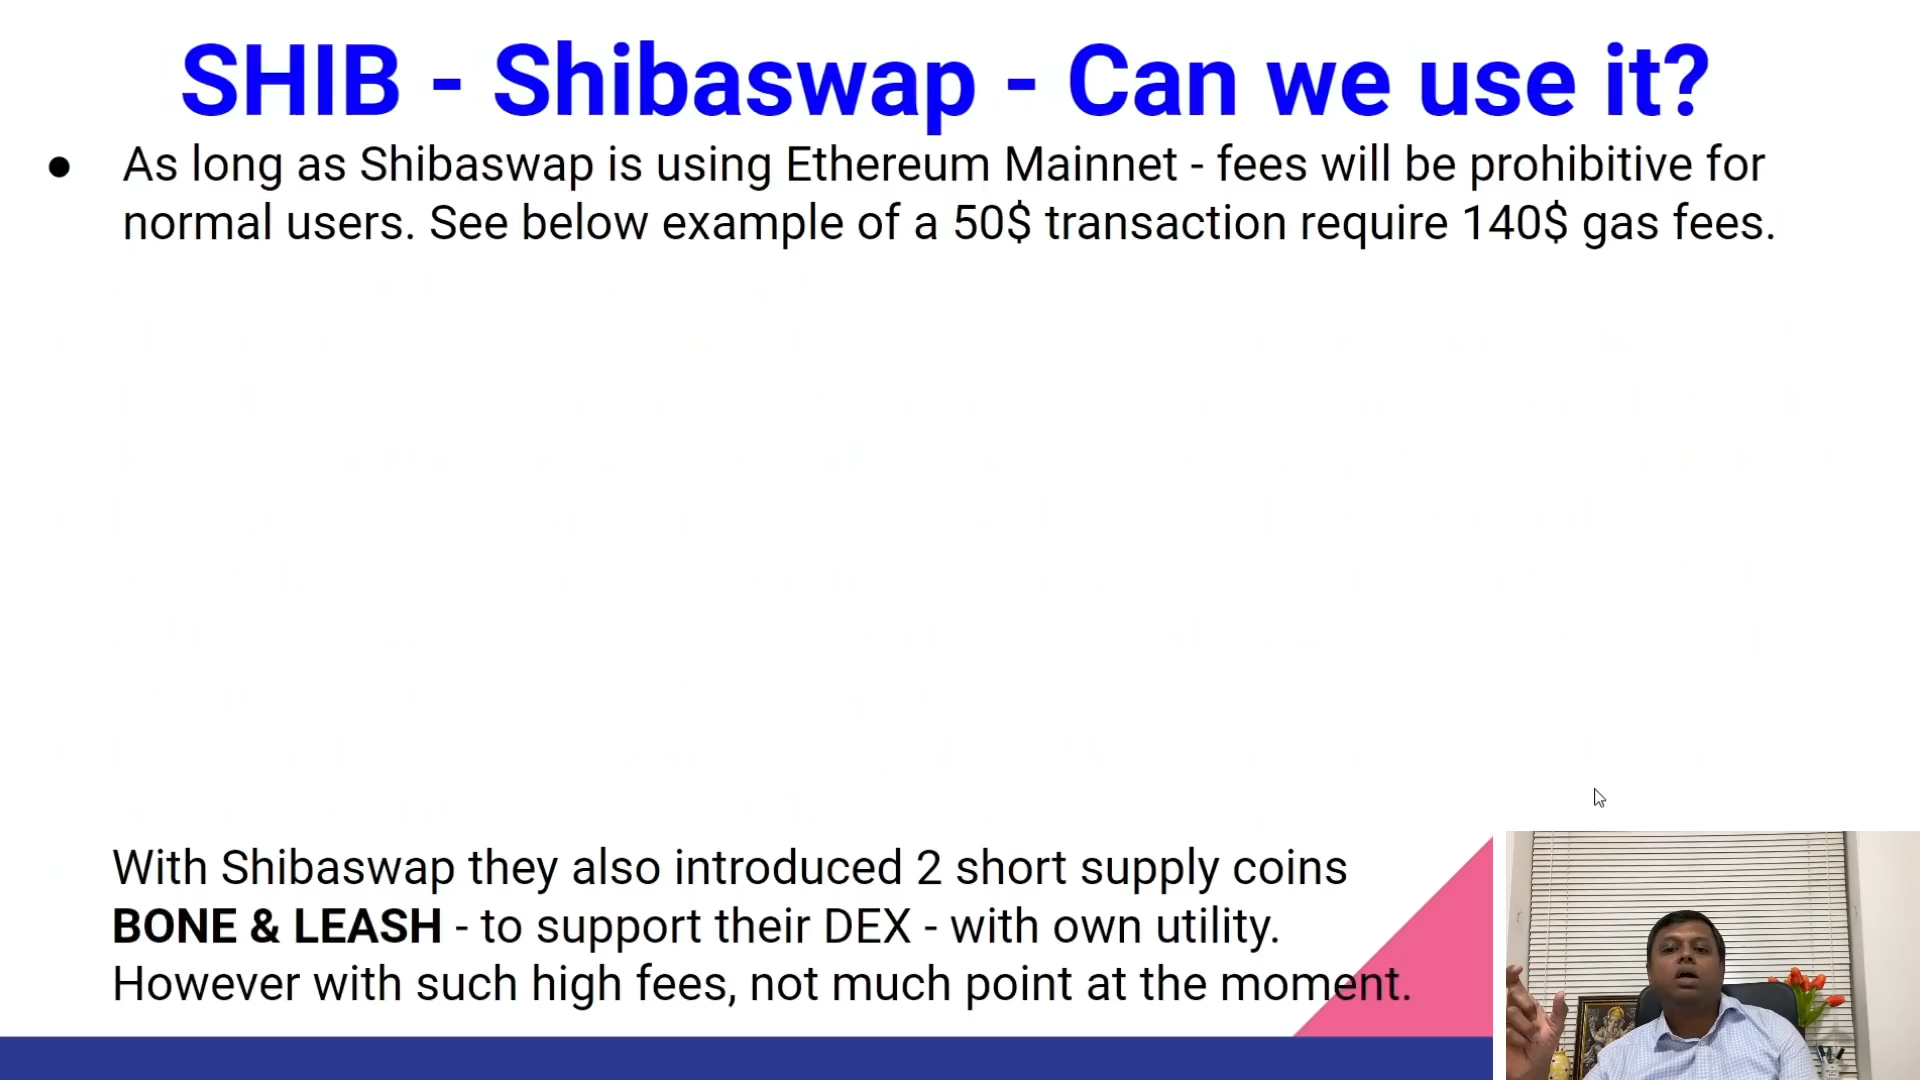 SHIB - Shibaswap - Can we use it?
● As long as Shibaswap is using Ethereum Mainnet - fees will be prohibitive for
normal users. See below example of a 50$ transaction require 140$ gas fees.
With Shibaswap they also introduced 2 short supply coins
BONE & LEASH - to support their DEX - with own utility.
However with such high fees, not much point at the moment.